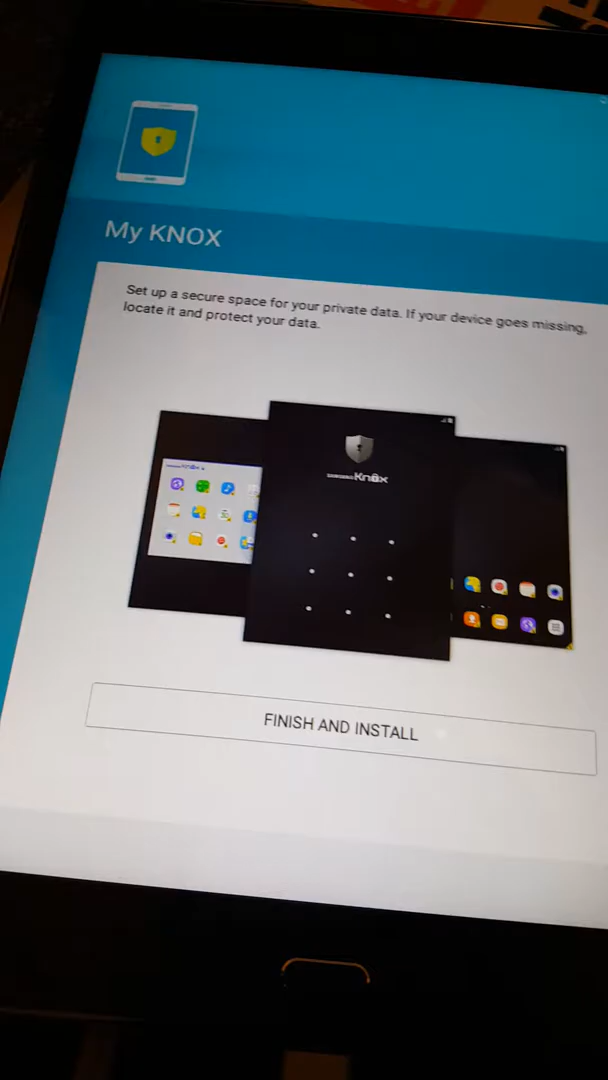 My KNOX
Set up a secure space for your private data. If your device goes missing,
locate it and protect your data.
SAMSUNG Knox
FINISH AND INSTALL